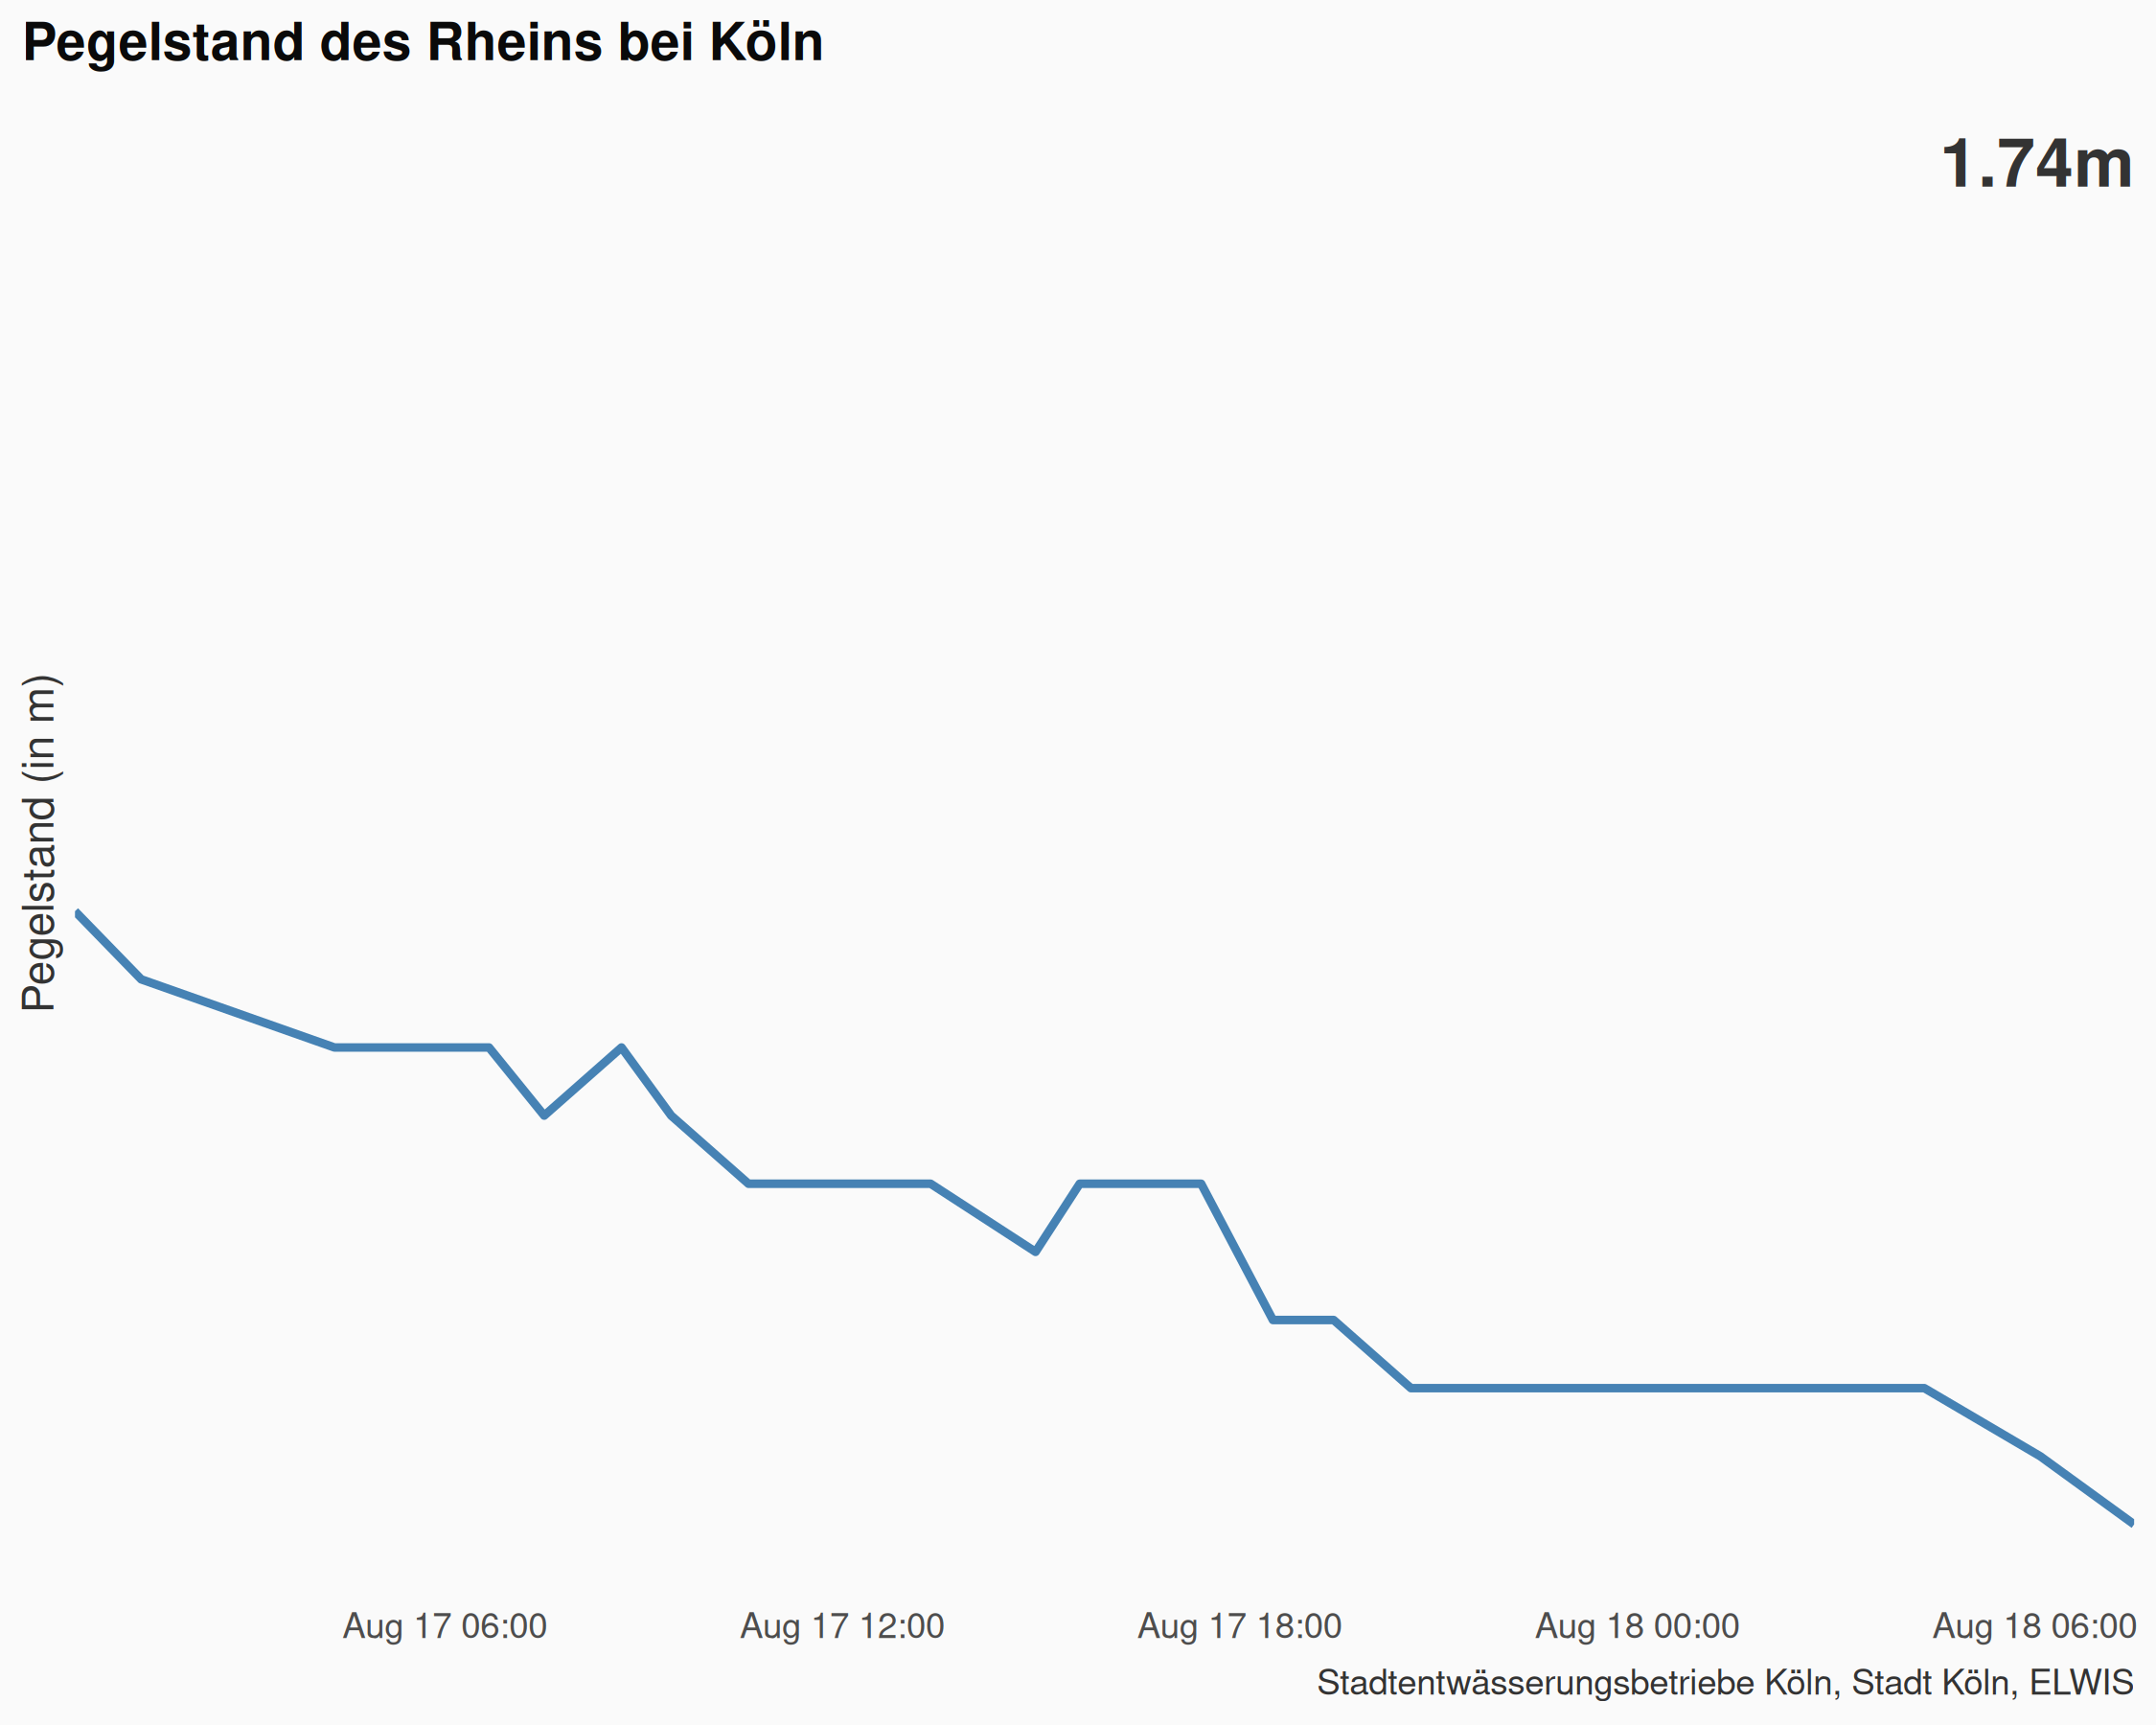 Pegelstand des Rheins bei Köln
1.74m
Pegelstand (in m)
Aug 17 06:00
Aug 17 12:00
Aug 17 18:00
Aug 18 00:00
Aug 18 06:00
Stadtentwässerungsbetriebe Köln, Stadt Köln, ELWIS